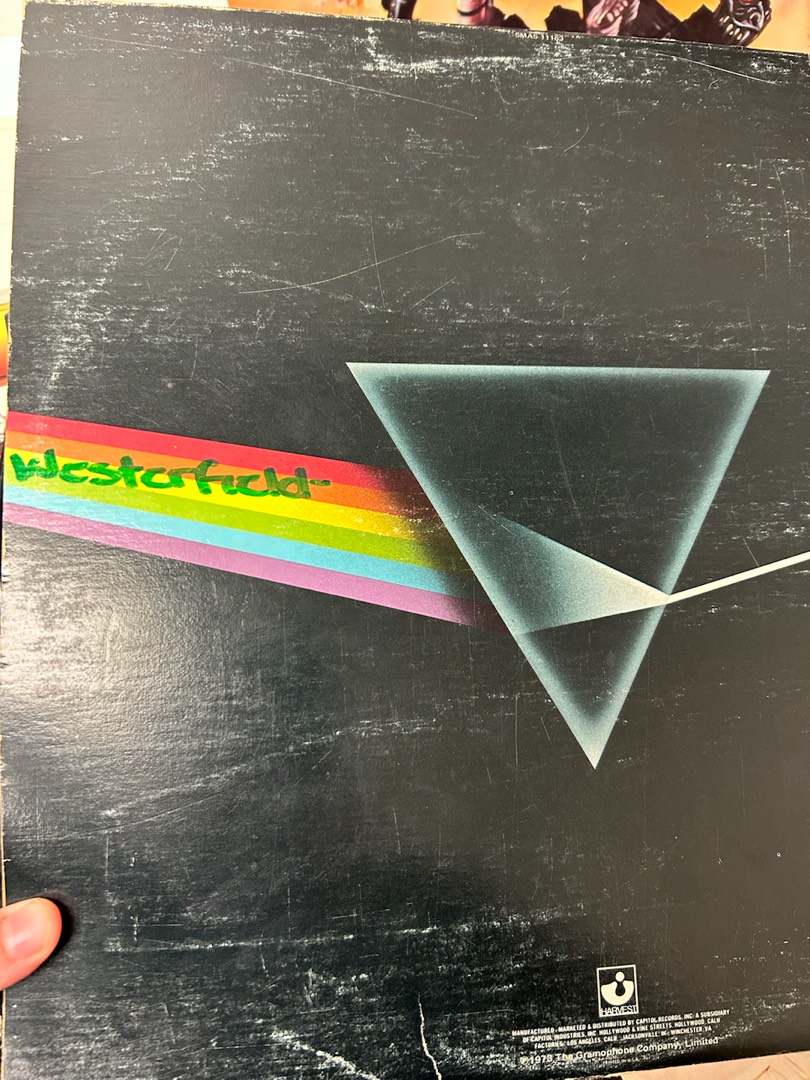 SMAS 11163
Westerfield
HARVEST
MANUFACTURED, MARKETED & DISTRIBUTED BY CAPITOL RECORDS, INC. A SUBSIDIARY
OF CAPITOL INDUSTRIES, INC. HOLLYWOOD & VINE STREETS, HOLLYWOOD, CALIF.
FACTORIES: LOS ANGELES, CALIF., JACKSONVILLE, ILL., WINCHESTER, VA.
℗1973 The Gramophone Company, Limited